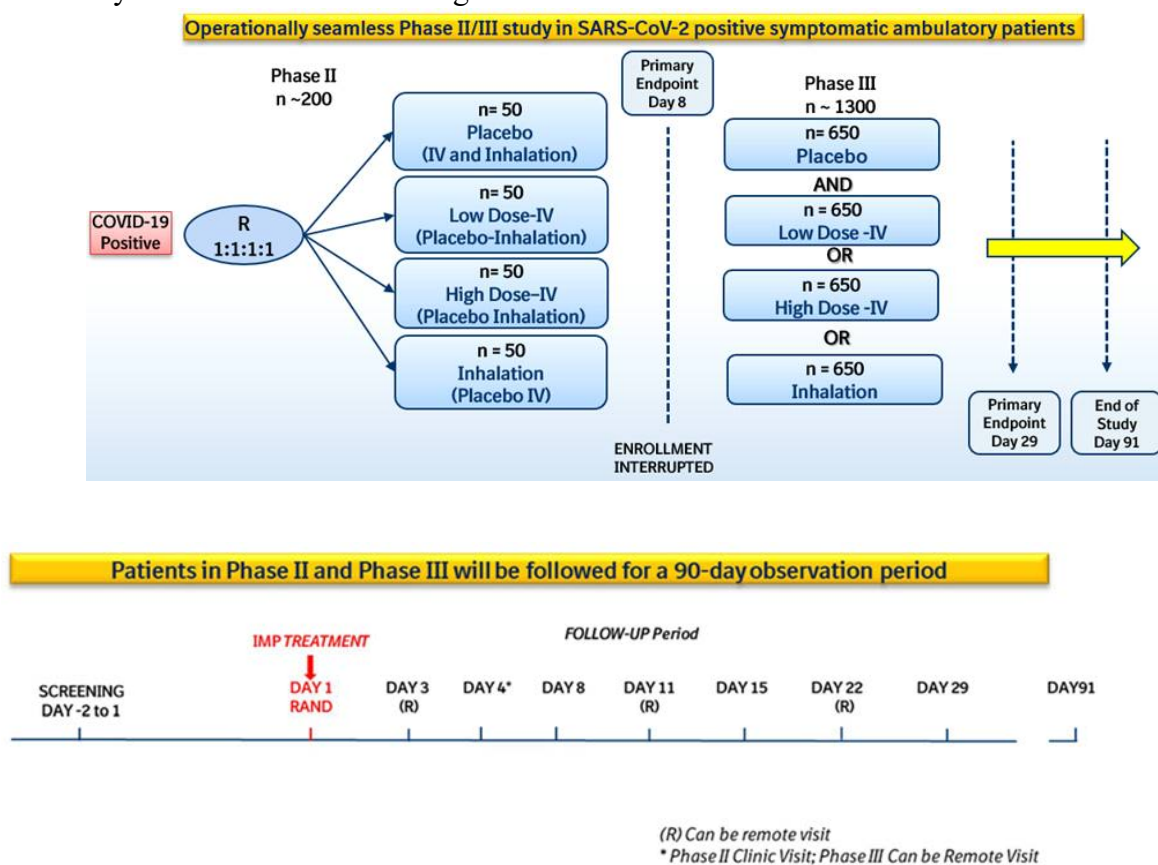 Operationally seamless Phase II/III study in SARS-CoV-2 positive symptomatic ambulatory patients
Phase II
n ~200
COVID-19
Positive
R
1:1:1:1
n= 50
Placebo
(IV and Inhalation)
n= 50
Low Dose-IV
(Placebo-Inhalation)
n= 50
High Dose–IV
(Placebo Inhalation)
n = 50
Inhalation
(Placebo IV)
Primary
Endpoint
Day 8
ENROLLMENT
INTERRUPTED
Phase III
n ~ 1300
n= 650
Placebo
AND
n = 650
Low Dose -IV
OR
n = 650
High Dose -IV
OR
n = 650
Inhalation
Primary
Endpoint
Day 29
End of
Study
Day 91
Patients in Phase II and Phase III will be followed for a 90-day observation period
IMP TREATMENT
FOLLOW-UP Period
SCREENING
DAY -2 to 1
DAY 1
RAND
DAY 3
(R)
DAY 4*
DAY 8
DAY 11
(R)
DAY 15
DAY 22
(R)
DAY 29
DAY91
(R) Can be remote visit
* Phase II Clinic Visit; Phase III Can be Remote Visit